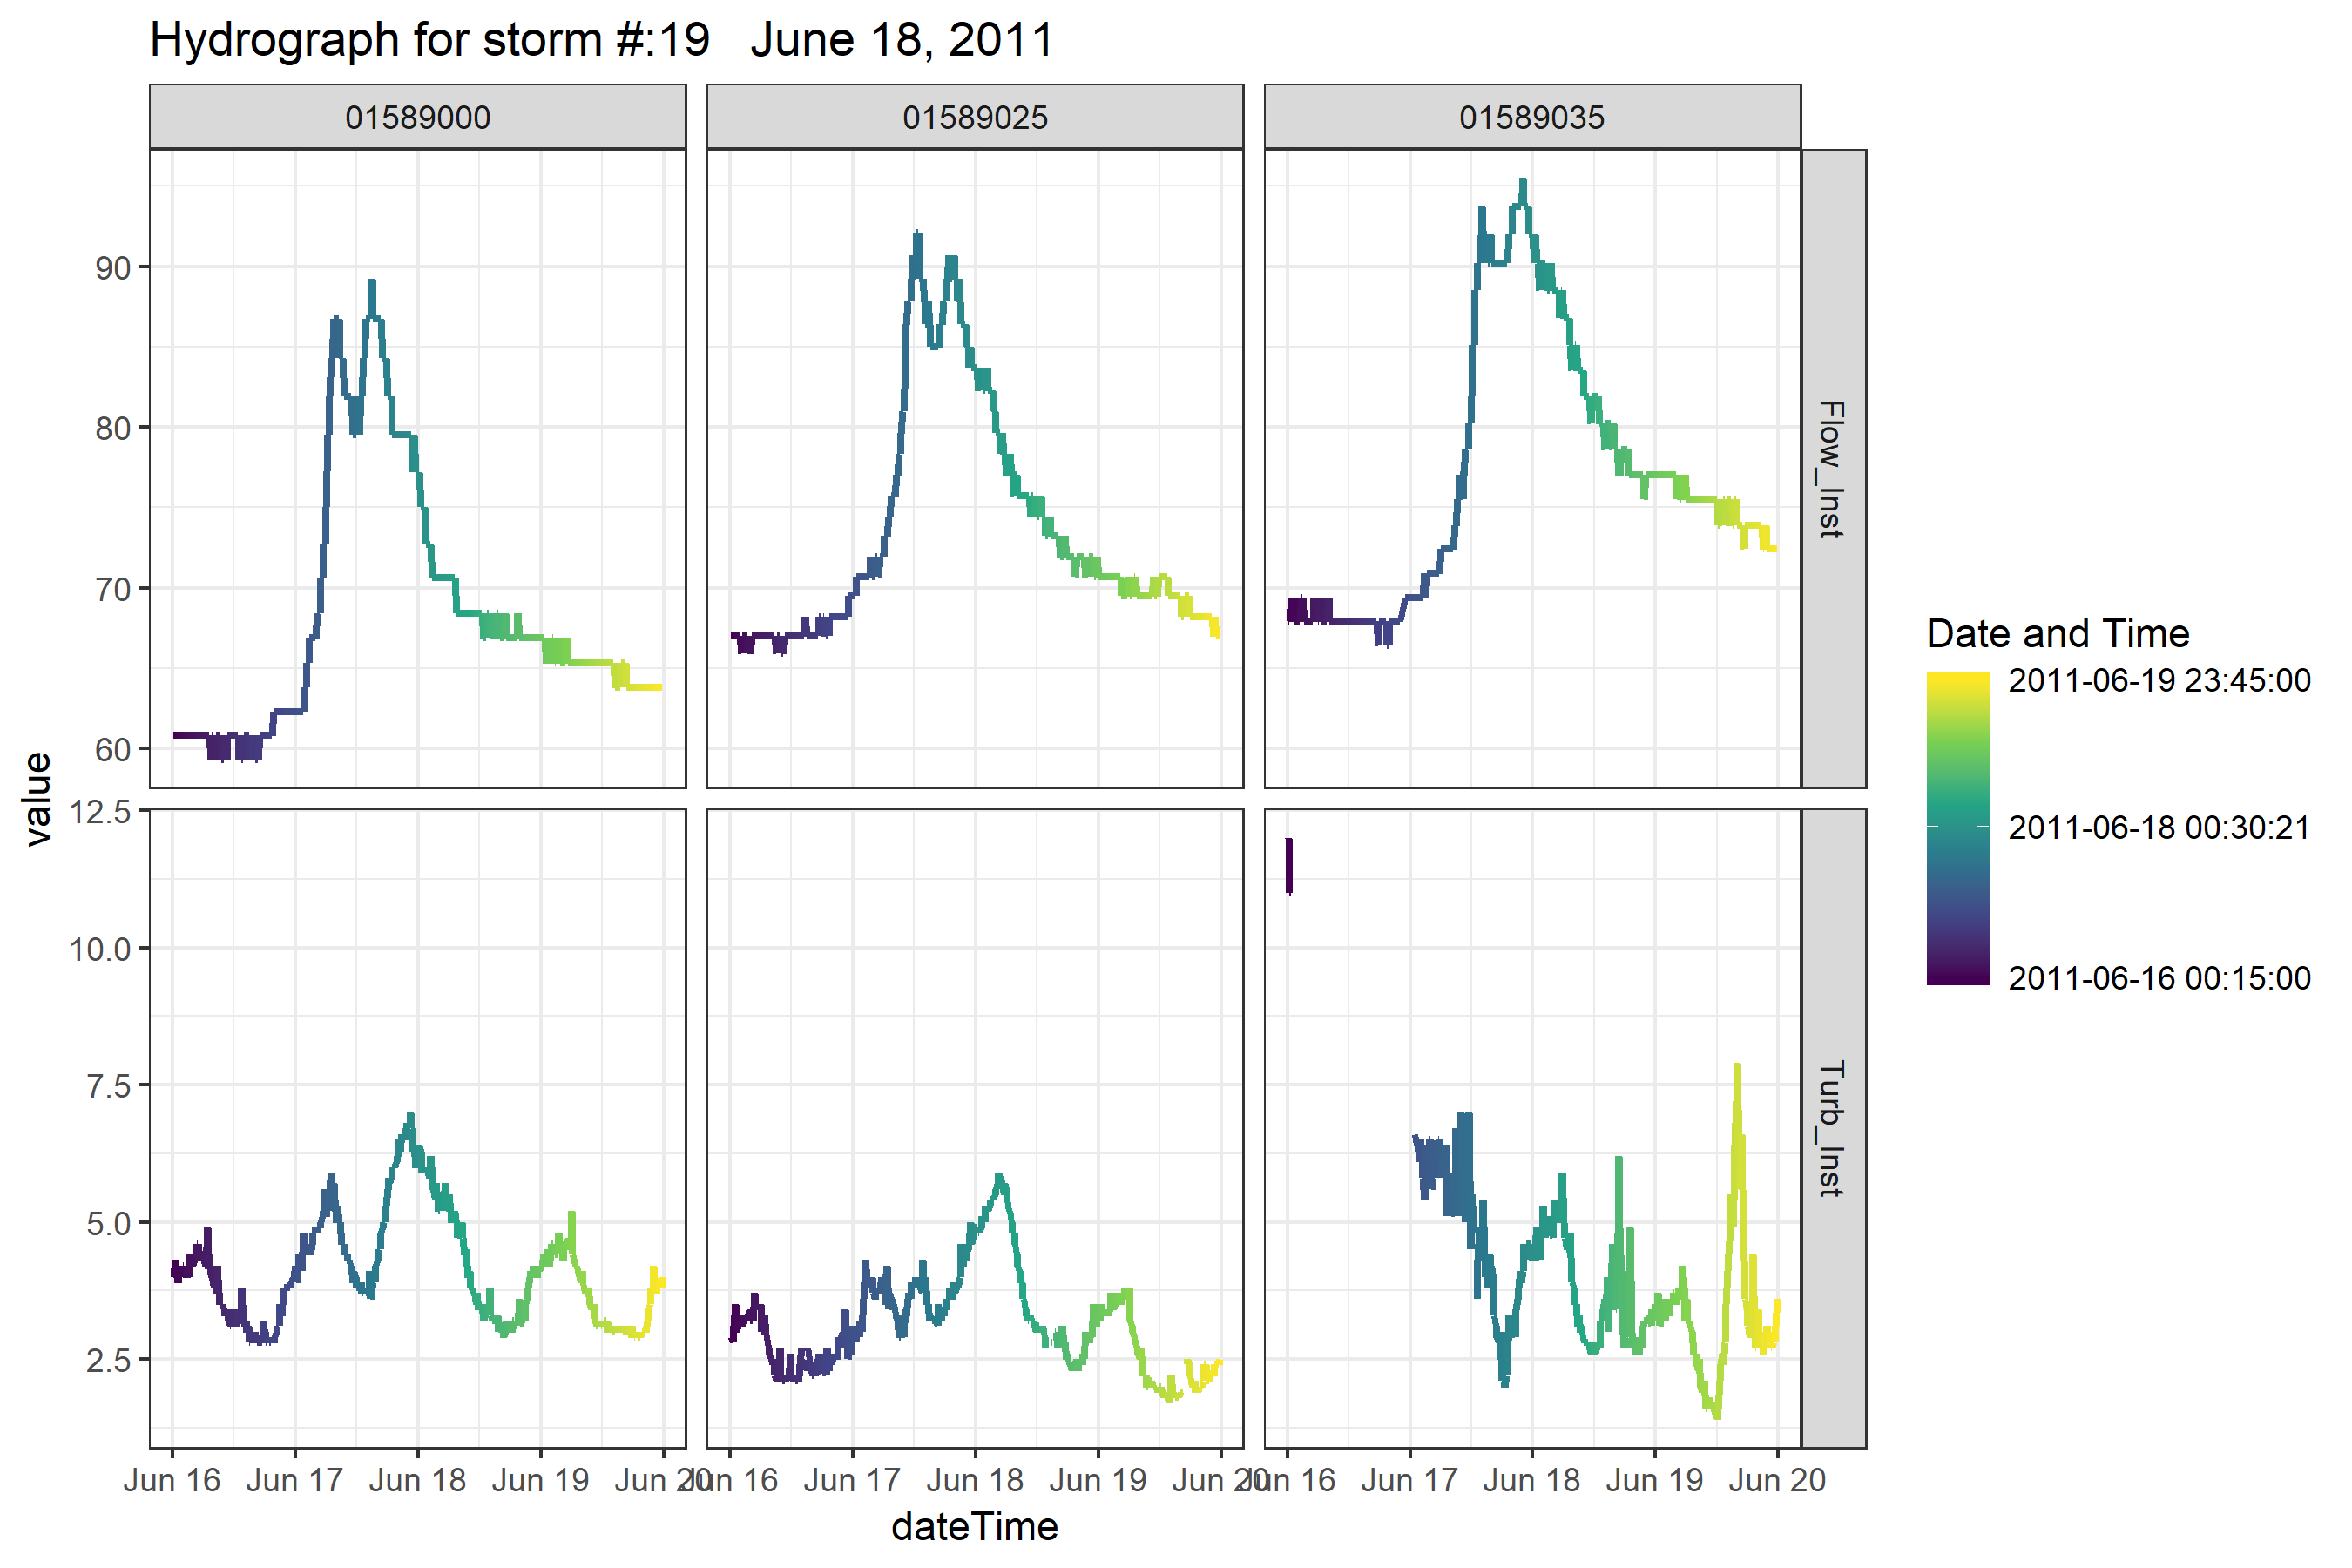 Hydrograph for storm #:19   June 18, 2011
01589000
01589025
01589035
90
80
70
60
Flow_Inst
value
12.5
10.0
7.5
5.0
2.5
Turb_Inst
Jun 16 Jun 17 Jun 18 Jun 19 Jun 20
Jun 16 Jun 17 Jun 18 Jun 19 Jun 20
Jun 16 Jun 17 Jun 18 Jun 19 Jun 20
dateTime
Date and Time
2011-06-19 23:45:00
2011-06-18 00:30:21
2011-06-16 00:15:00